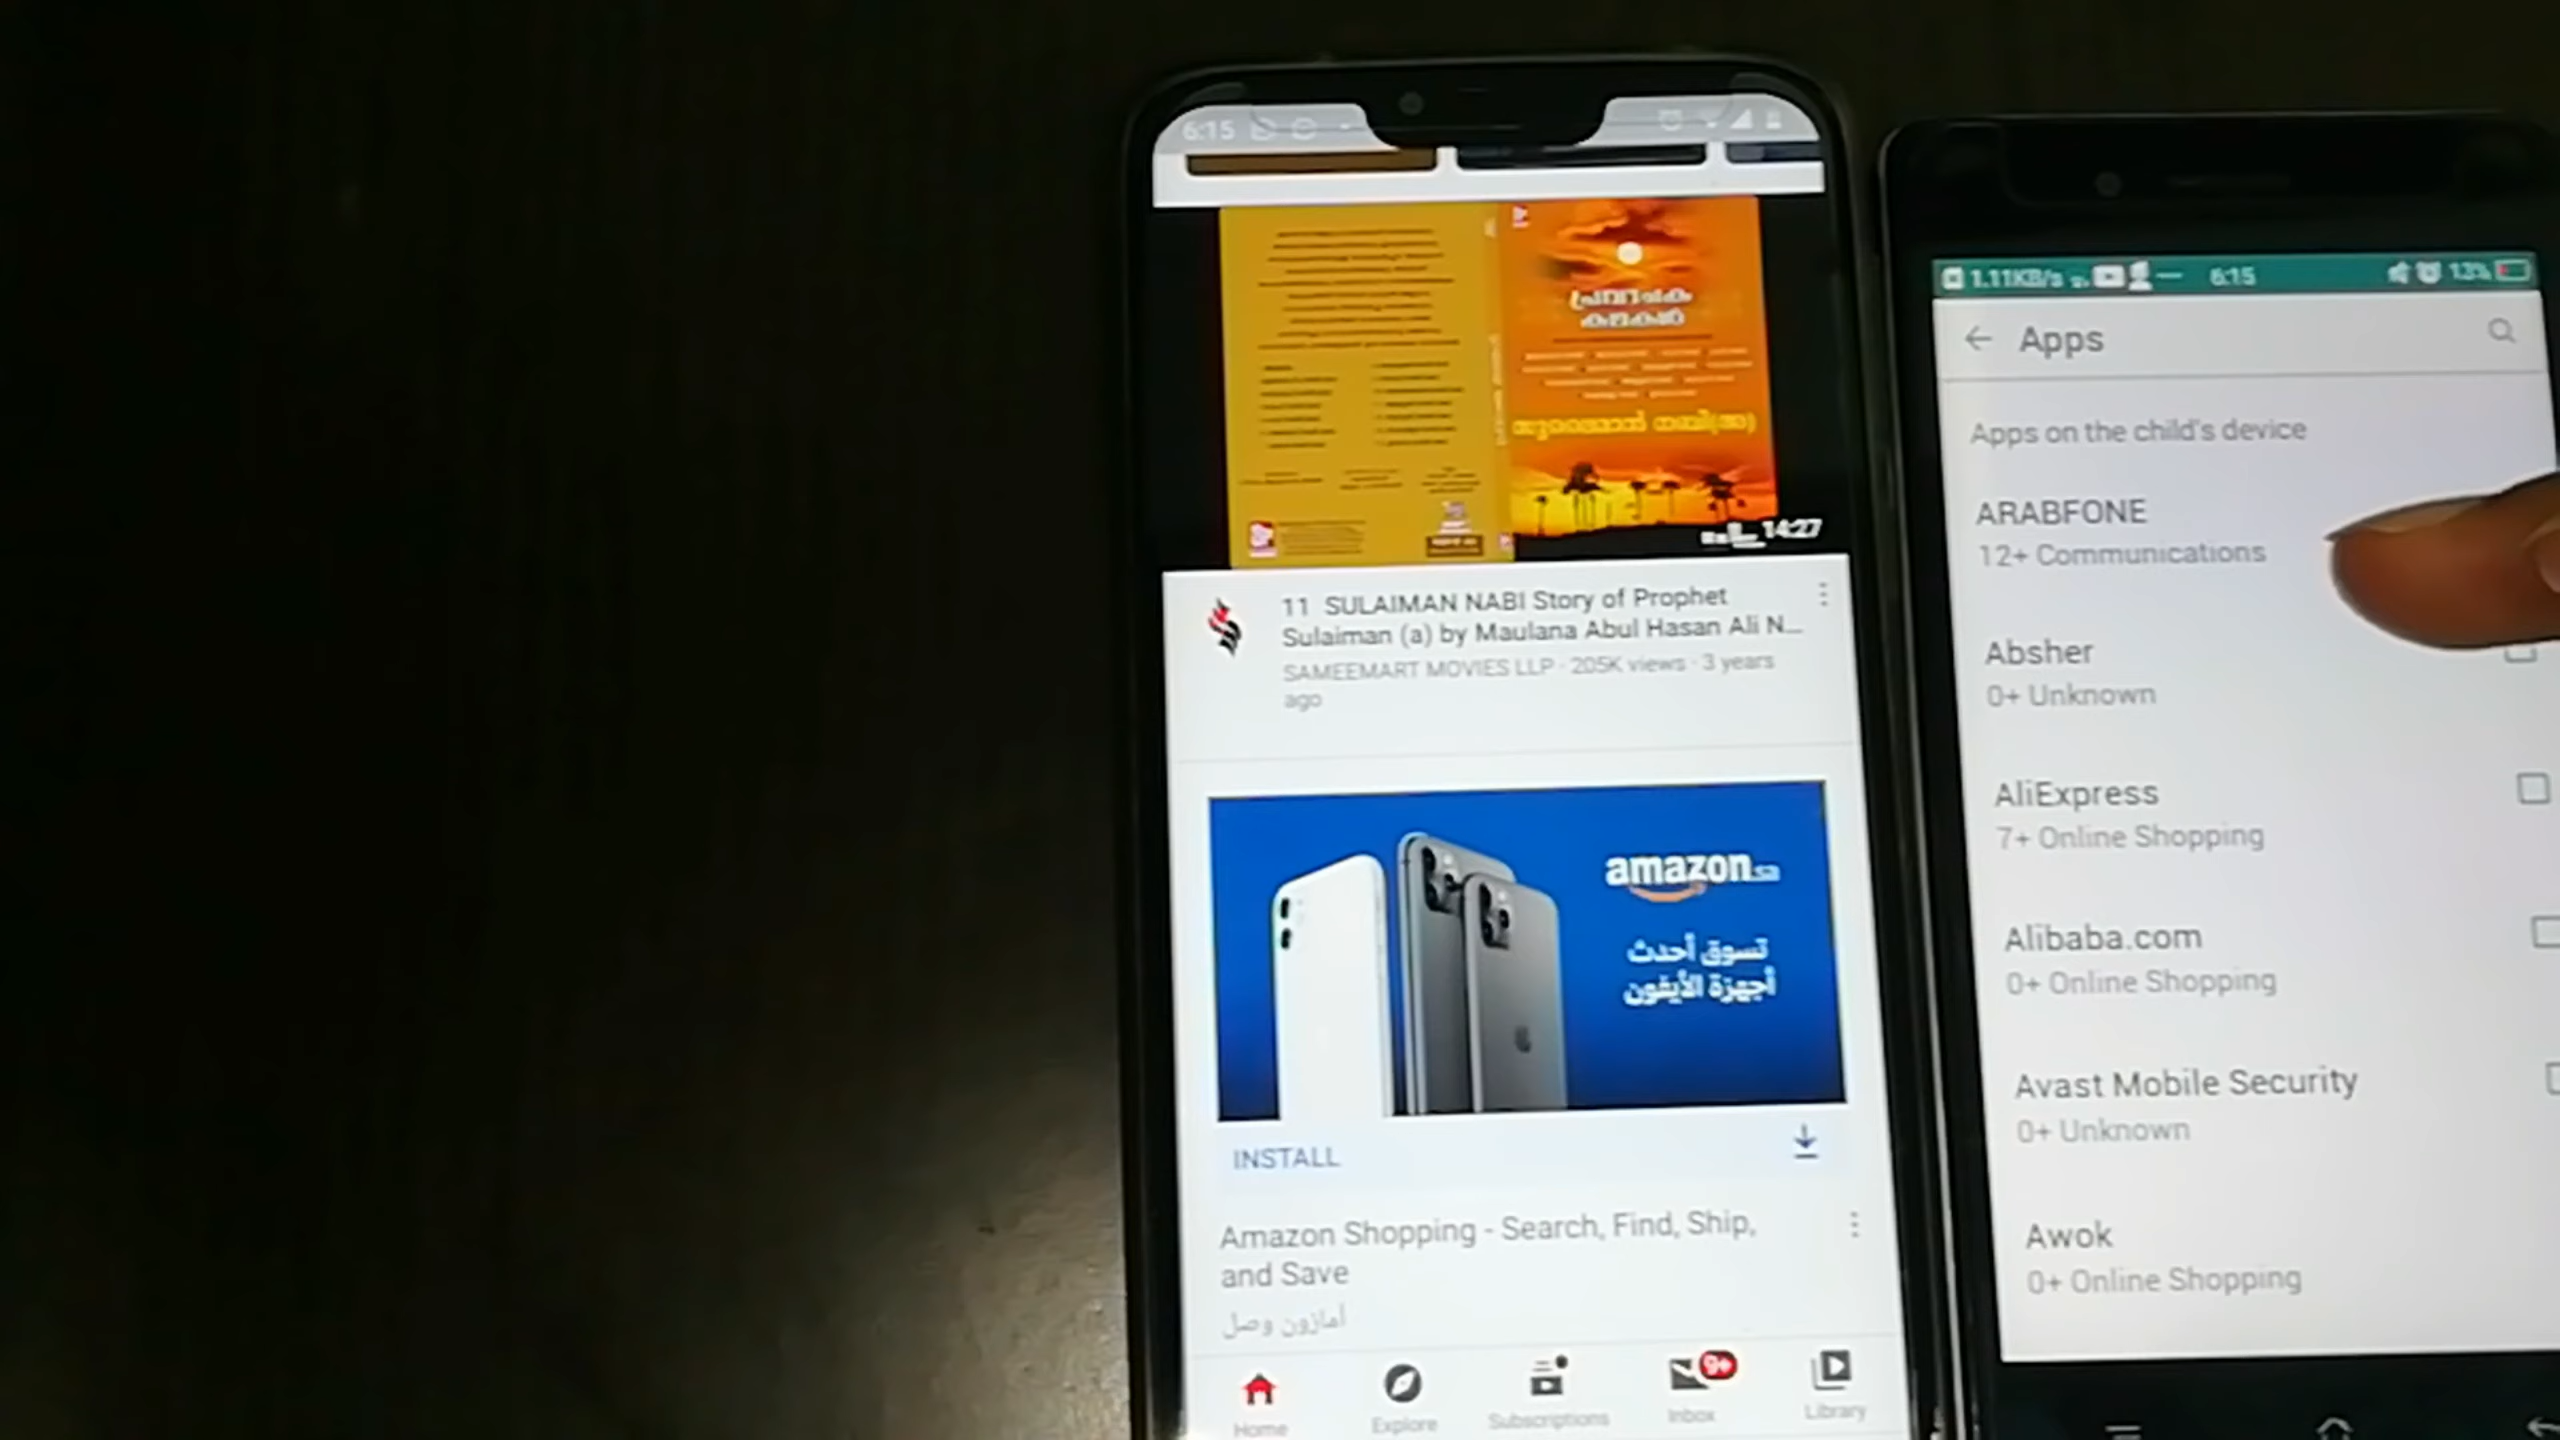 6:15
പ്രവാചക
കഥകൾ
സുലൈമാൻ നബി(അ)
14:27
11 SULAIMAN NABI Story of Prophet
Sulaiman (a) by Maulana Abul Hasan Ali N...
SAMEEMART MOVIES LLP · 205K views · 3 years
ago
amazon.sa
تسوق أحدث
أجهزة الأيفون
INSTALL
Amazon Shopping - Search, Find, Ship,
and Save
أمازون وصل
Home
Explore
Subscriptions
9+
Inbox
Library
1.11KB/s 6:15 13%
Apps
Apps on the child's device
ARABFONE
12+ Communications
Absher
0+ Unknown
AliExpress
7+ Online Shopping
Alibaba.com
0+ Online Shopping
Avast Mobile Security
0+ Unknown
Awok
0+ Online Shopping